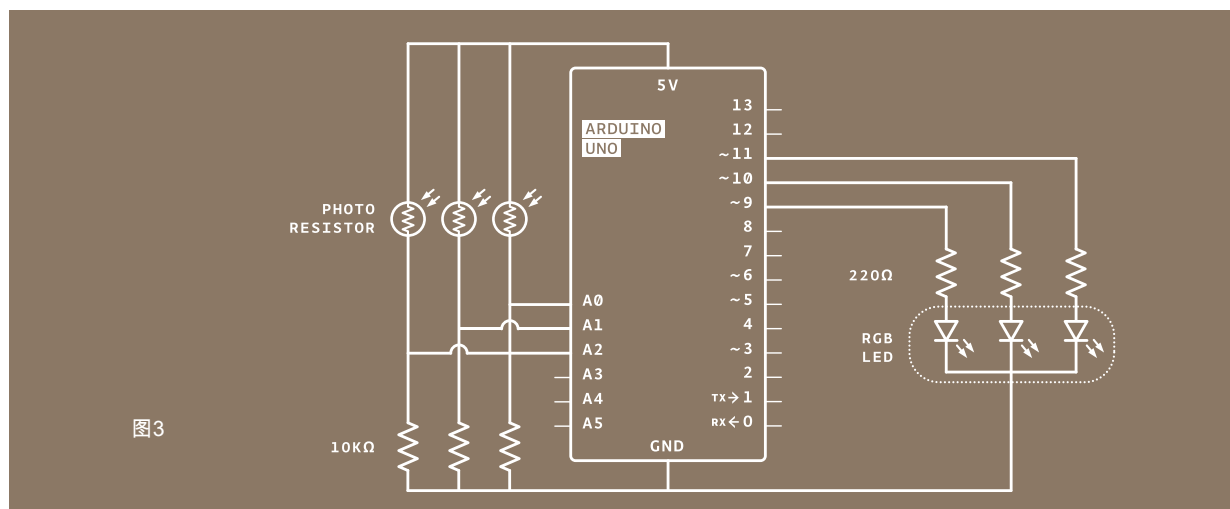 5V
ARDUINO
UNO
13
12
~11
~10
~9
8
7
~6
~5
4
~3
2
TX→1
RX←0
PHOTO
RESISTOR
A0
A1
A2
A3
A4
A5
GND
10KΩ
220Ω
RGB
LED
图3